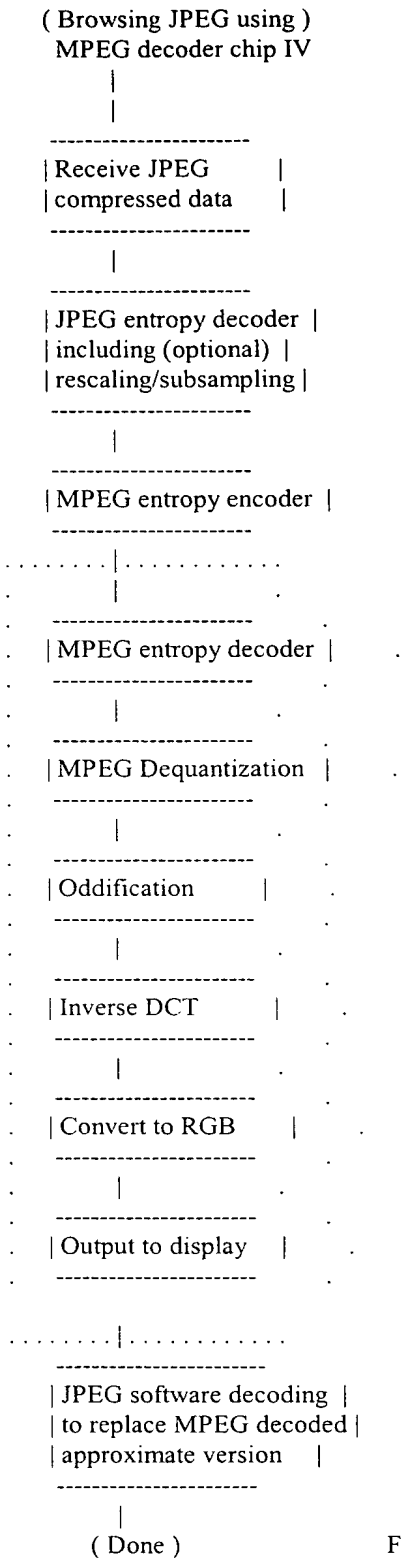 ( Browsing JPEG using )
MPEG decoder chip IV
Receive JPEG
compressed data
JPEG entropy decoder
including (optional)
rescaling/subsampling
MPEG entropy encoder
MPEG entropy decoder
MPEG Dequantization
Oddification
Inverse DCT
Convert to RGB
Output to display
JPEG software decoding
to replace MPEG decoded
approximate version
( Done ) F